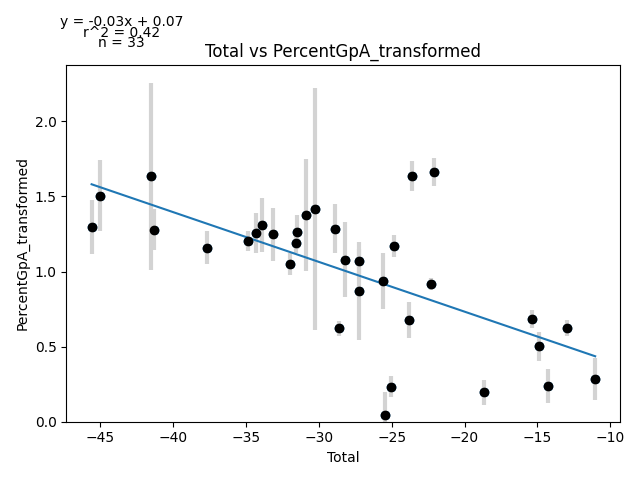 y = -0.03x + 0.07
r^2 = 0.42
n = 33
Total vs PercentGpA_transformed
PercentGpA_transformed
2.0
1.5
1.0
0.5
0.0
−45
−40
−35
−30
−25
−20
−15
−10
Total